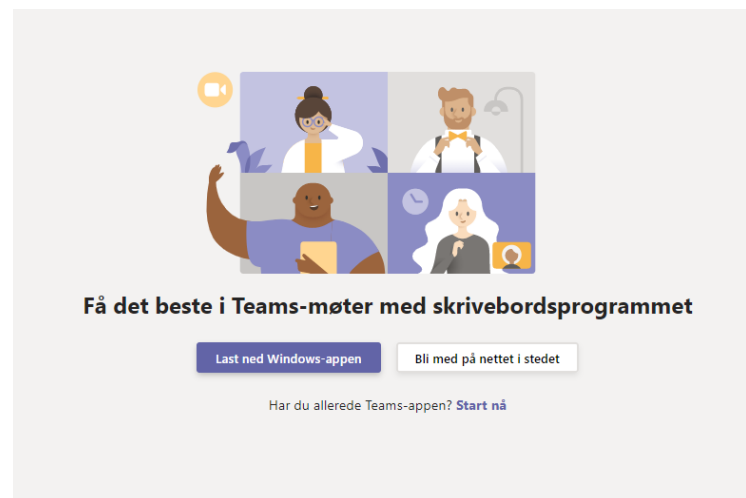 Få det beste i Teams-møter med skrivebordsprogrammet
Last ned Windows-appen
Bli med på nettet i stedet
Har du allerede Teams-appen? Start nå